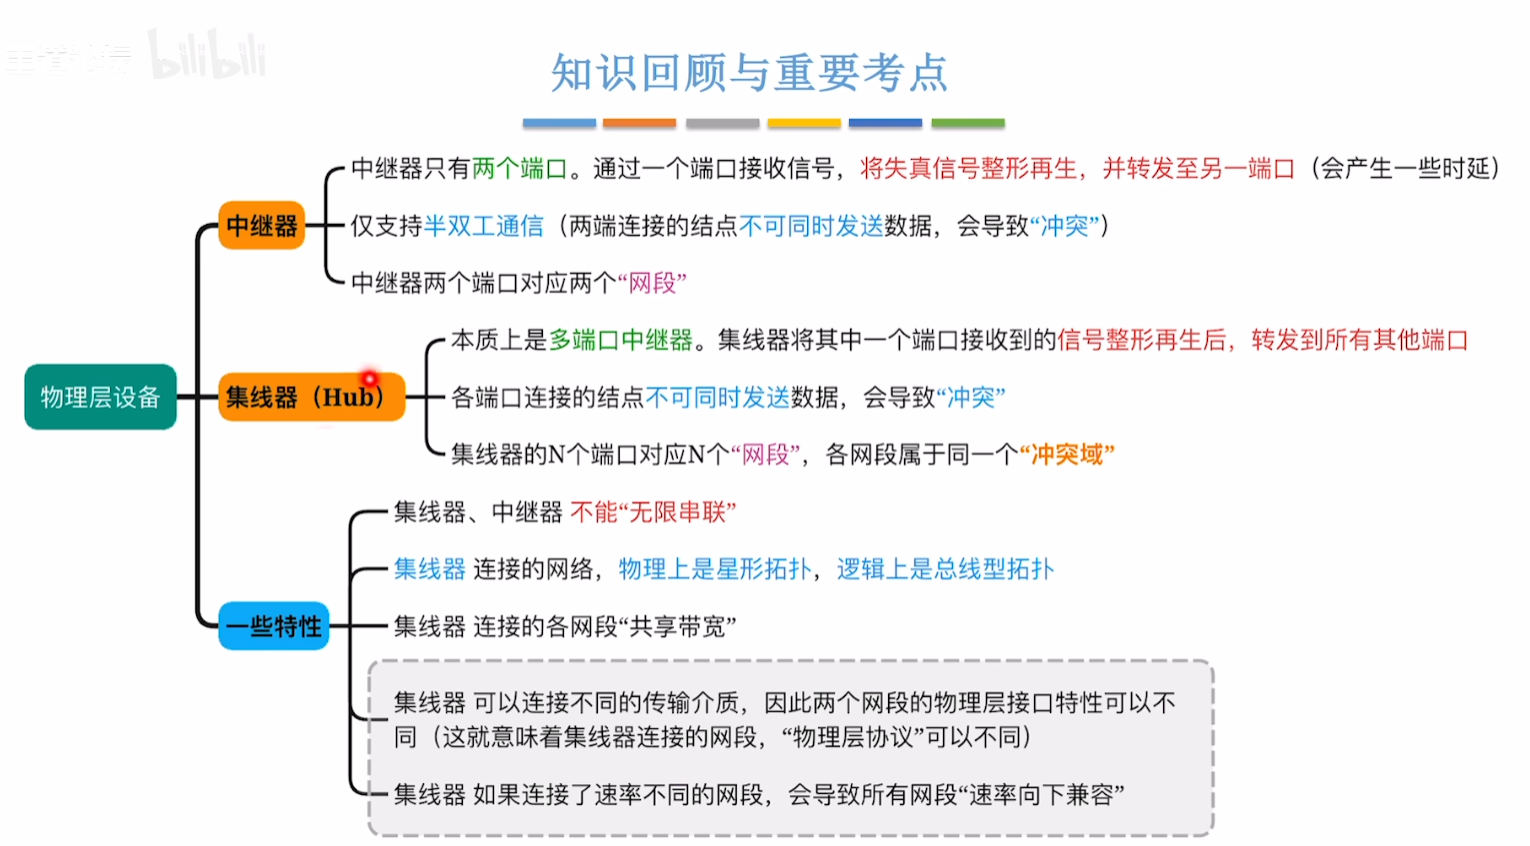 bilibili
知识回顾与重要考点
中继器只有两个端口。通过一个端口接收信号，将失真信号整形再生，并转发至另一端口（会产生一些时延）
中继器
仅支持半双工通信（两端连接的结点不可同时发送数据，会导致“冲突”）
中继器两个端口对应两个“网段”
本质上是多端口中继器。集线器将其中一个端口接收到的信号整形再生后，转发到所有其他端口
物理层设备
集线器（Hub）
各端口连接的结点不可同时发送数据，会导致“冲突”
集线器的N个端口对应N个“网段”，各网段属于同一个“冲突域”
集线器、中继器 不能“无限串联”
集线器 连接的网络，物理上是星形拓扑，逻辑上是总线型拓扑
一些特性
集线器 连接的各网段“共享带宽”
集线器 可以连接不同的传输介质，因此两个网段的物理层接口特性可以不
同（这就意味着集线器连接的网段，“物理层协议”可以不同）
集线器 如果连接了速率不同的网段，会导致所有网段“速率向下兼容”